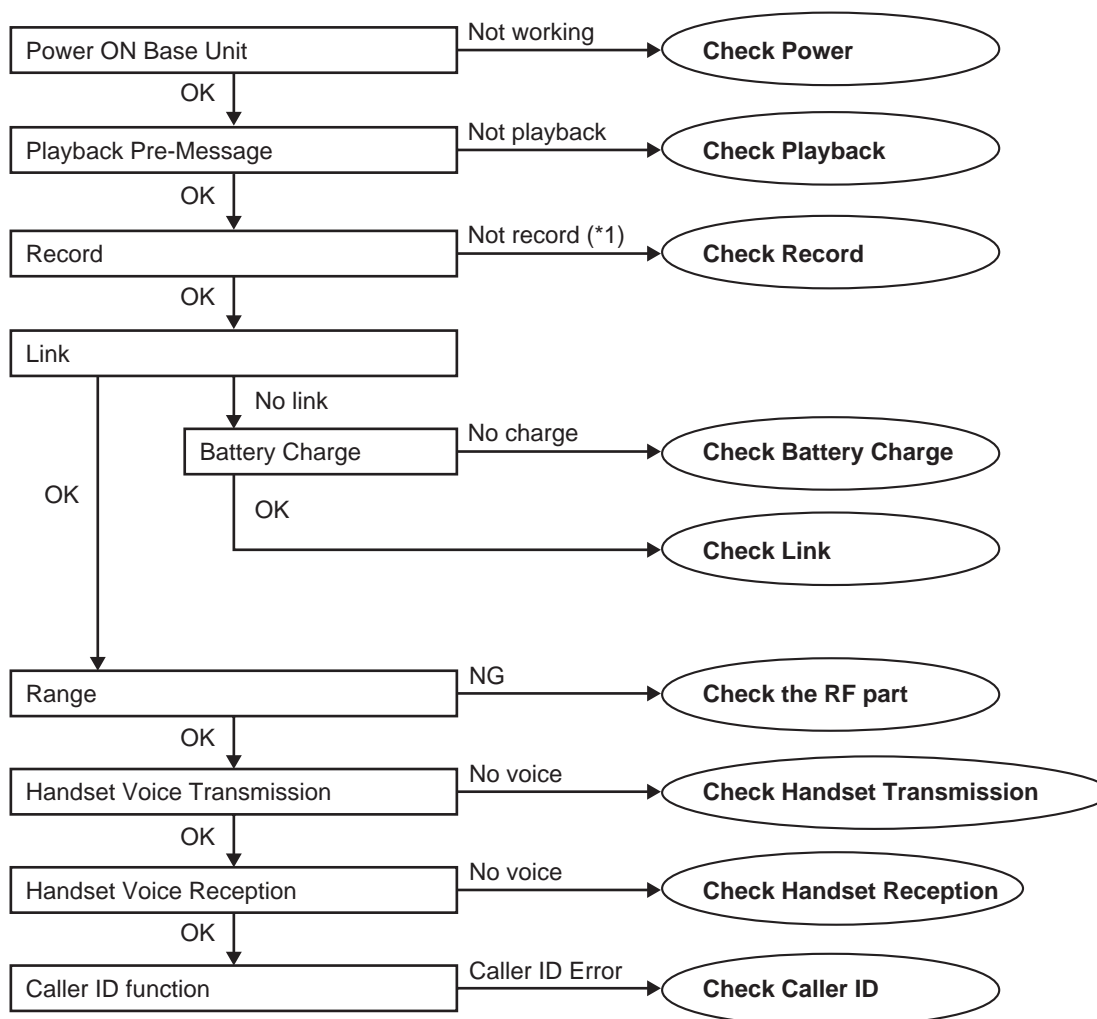 Power ON Base Unit
Not working
Check Power
OK
Playback Pre-Message
Not playback
Check Playback
OK
Record
Not record (*1)
Check Record
OK
Link
No link
Battery Charge
No charge
Check Battery Charge
OK
OK
Check Link
Range
NG
Check the RF part
OK
Handset Voice Transmission
No voice
Check Handset Transmission
OK
Handset Voice Reception
No voice
Check Handset Reception
OK
Caller ID function
Caller ID Error
Check Caller ID